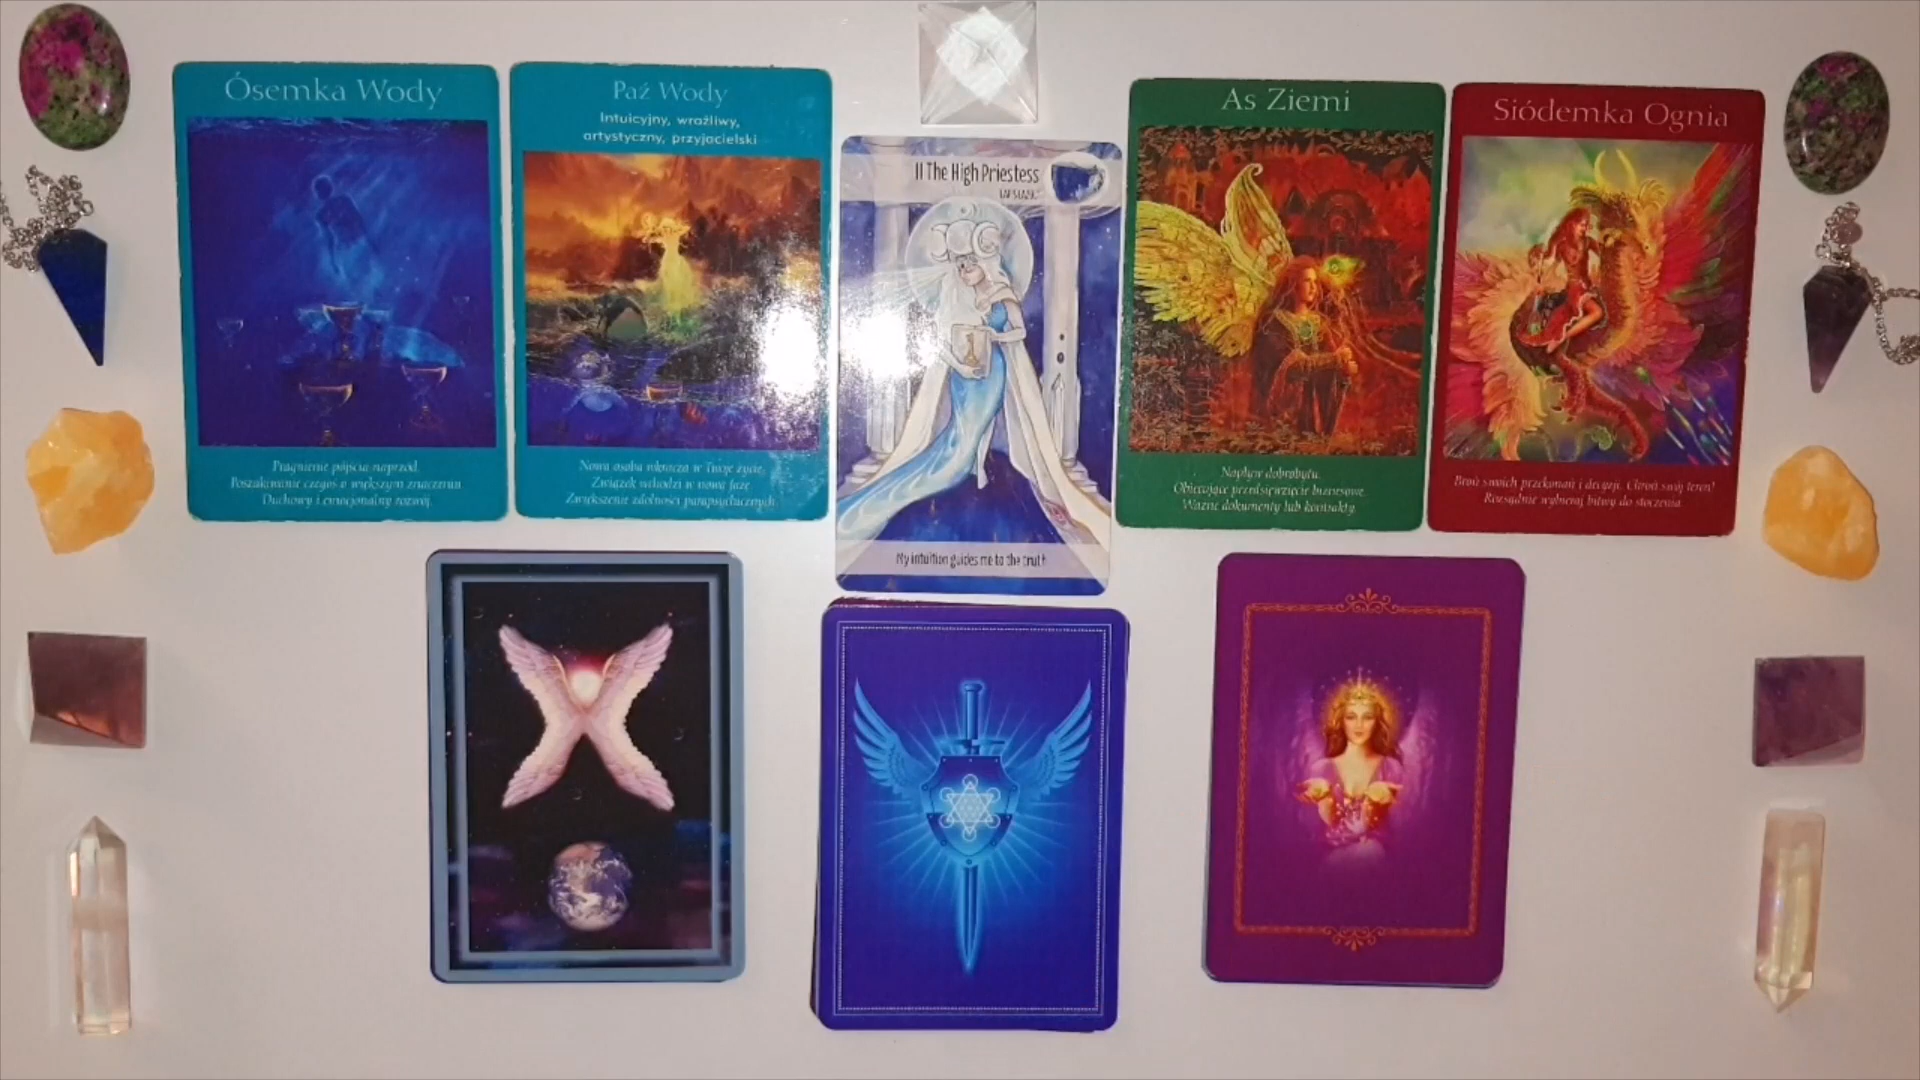 Ósemka Wody
Pragnienie pójścia naprzód.
Poszukiwanie czegoś o większym znaczeniu.
Duchowy i emocjonalny rozwój.
Paź Wody
Intuicyjny, wrażliwy,
artystyczny, przyjacielski
Nowa osoba wkracza w Twoje życie.
Związek wchodzi w nową fazę.
Zwiększenie zdolności parapsychicznych.
II The High Priestess
My intuition guides me to the truth
As Ziemi
Napływ dobrobytu.
Obiecujące przedsięwzięcie biznesowe.
Ważne dokumenty lub kontrakty.
Siódemka Ognia
Broń swoich przekonań i decyzji. Chroń swój teren!
Rozsądnie wybieraj bitwy do stoczenia.